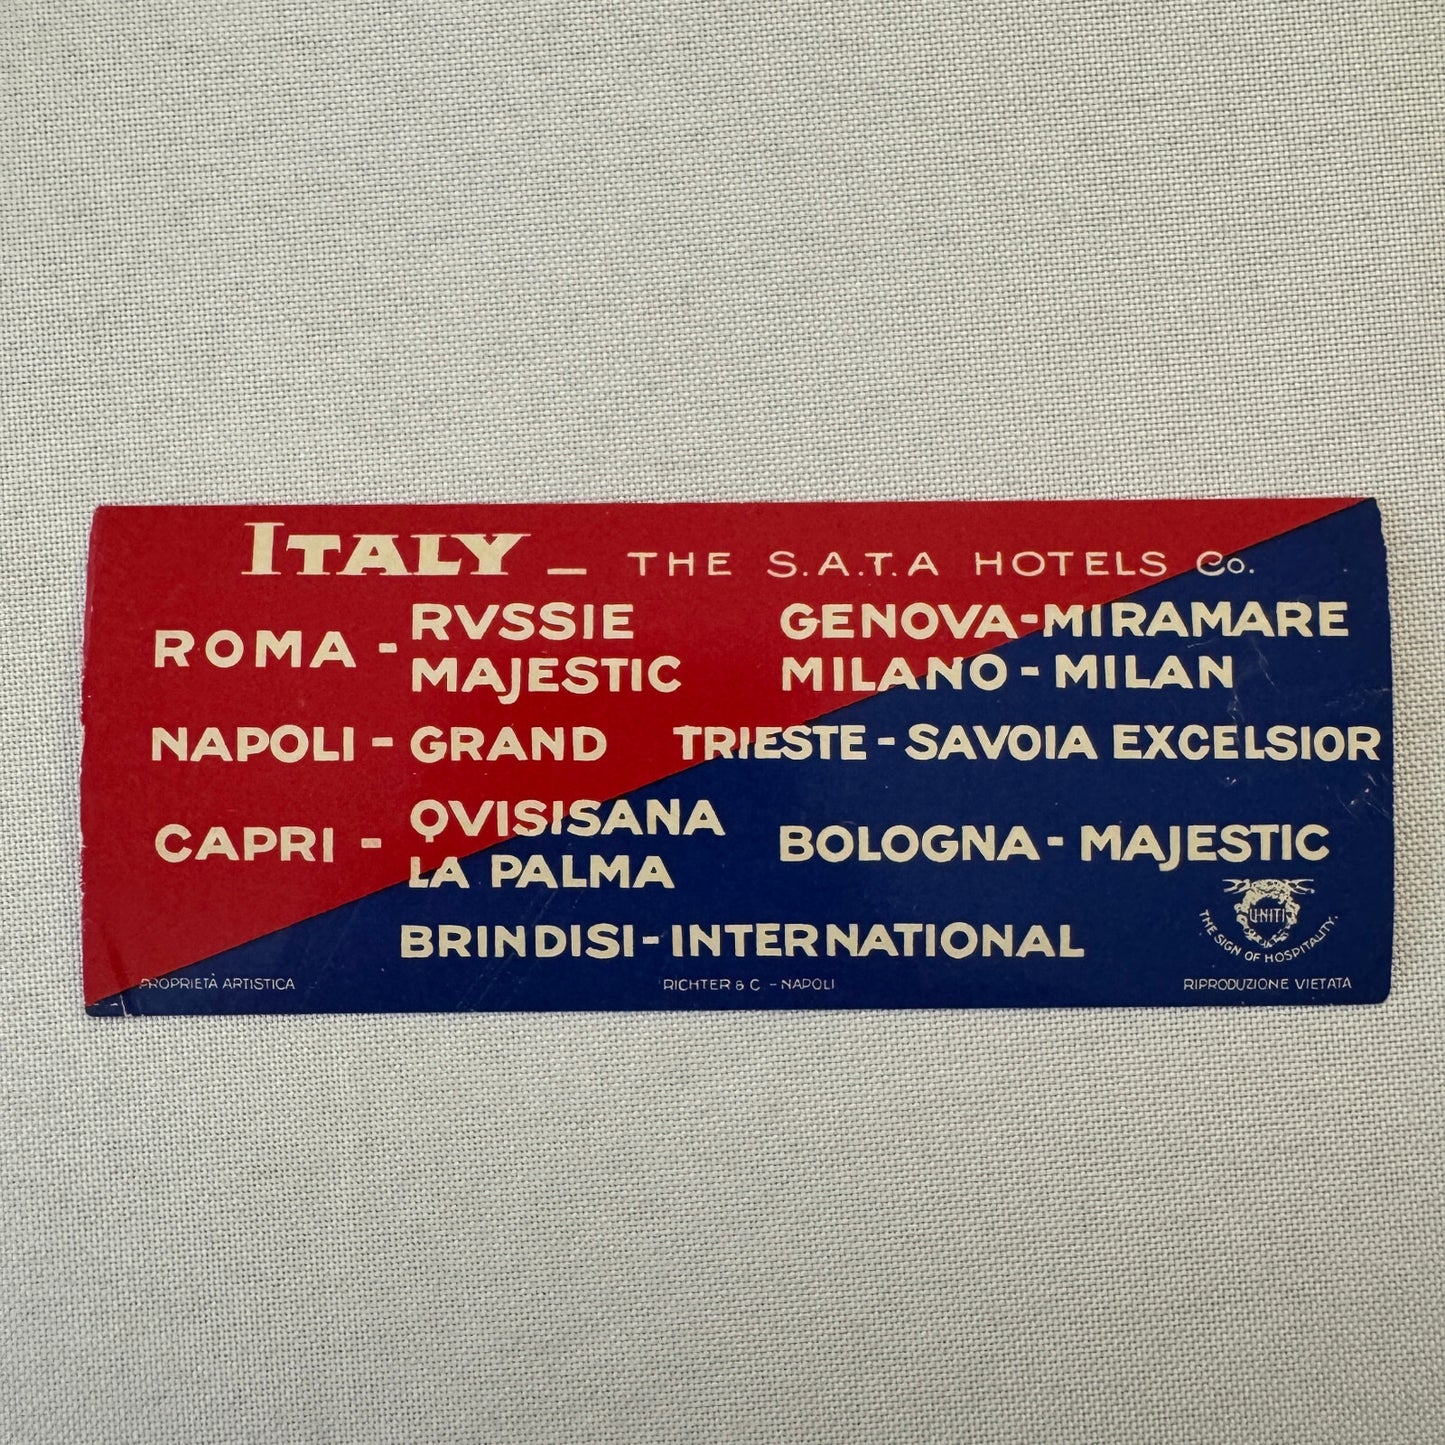 ITALY – THE S.A.T.A HOTELS Co.
ROMA - RVSSIE
MAJESTIC
NAPOLI - GRAND
CAPRI - QVISISANA
LA PALMA
GENOVA-MIRAMARE
MILANO - MILAN
TRIESTE - SAVOIA EXCELSIOR
BOLOGNA - MAJESTIC
BRINDISI - INTERNATIONAL
UNITI
THE SIGN OF HOSPITALITY.
PROPRIETÀ ARTISTICA
RICHTER & C - NAPOLI
RIPRODUZIONE VIETATA